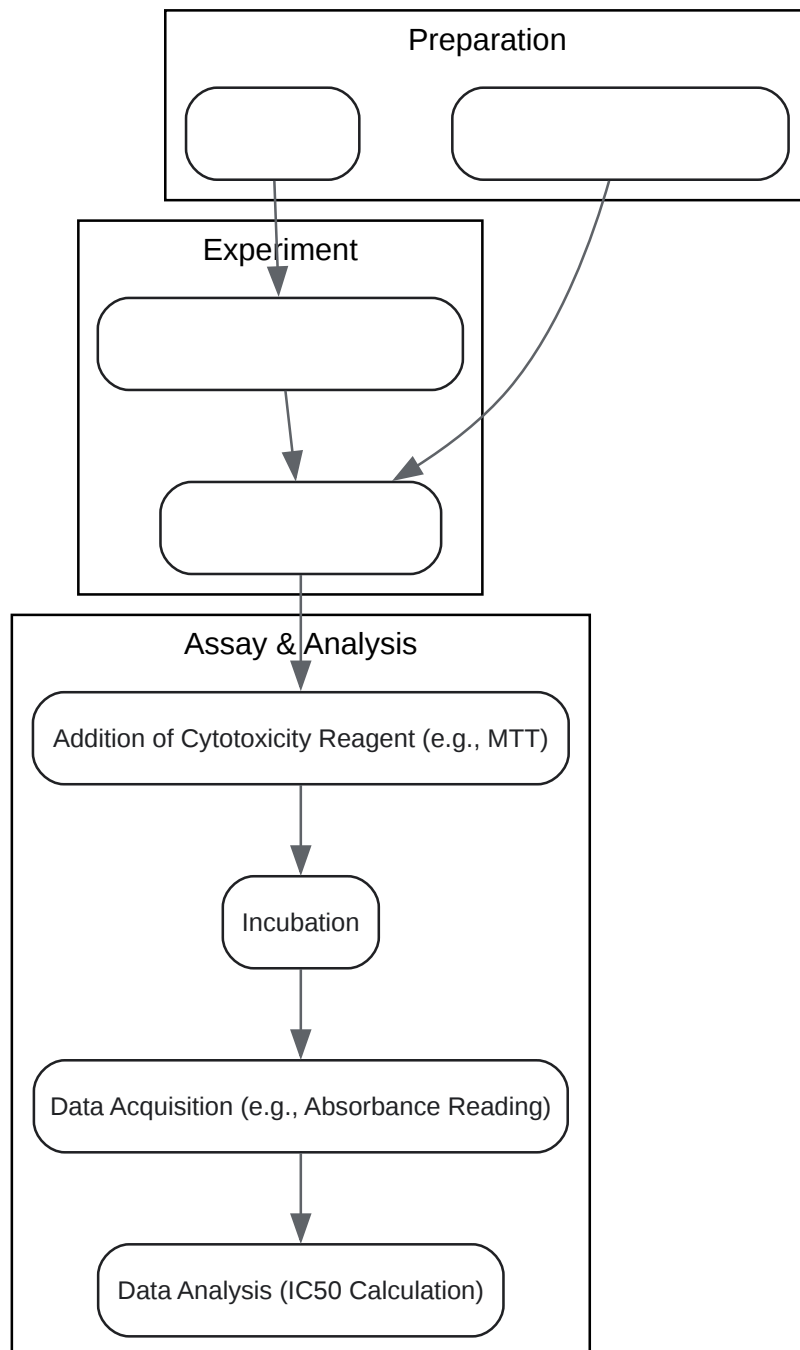 Preparation
Experiment
Assay & Analysis
Addition of Cytotoxicity Reagent (e.g., MTT)
Incubation
Data Acquisition (e.g., Absorbance Reading)
Data Analysis (IC50 Calculation)